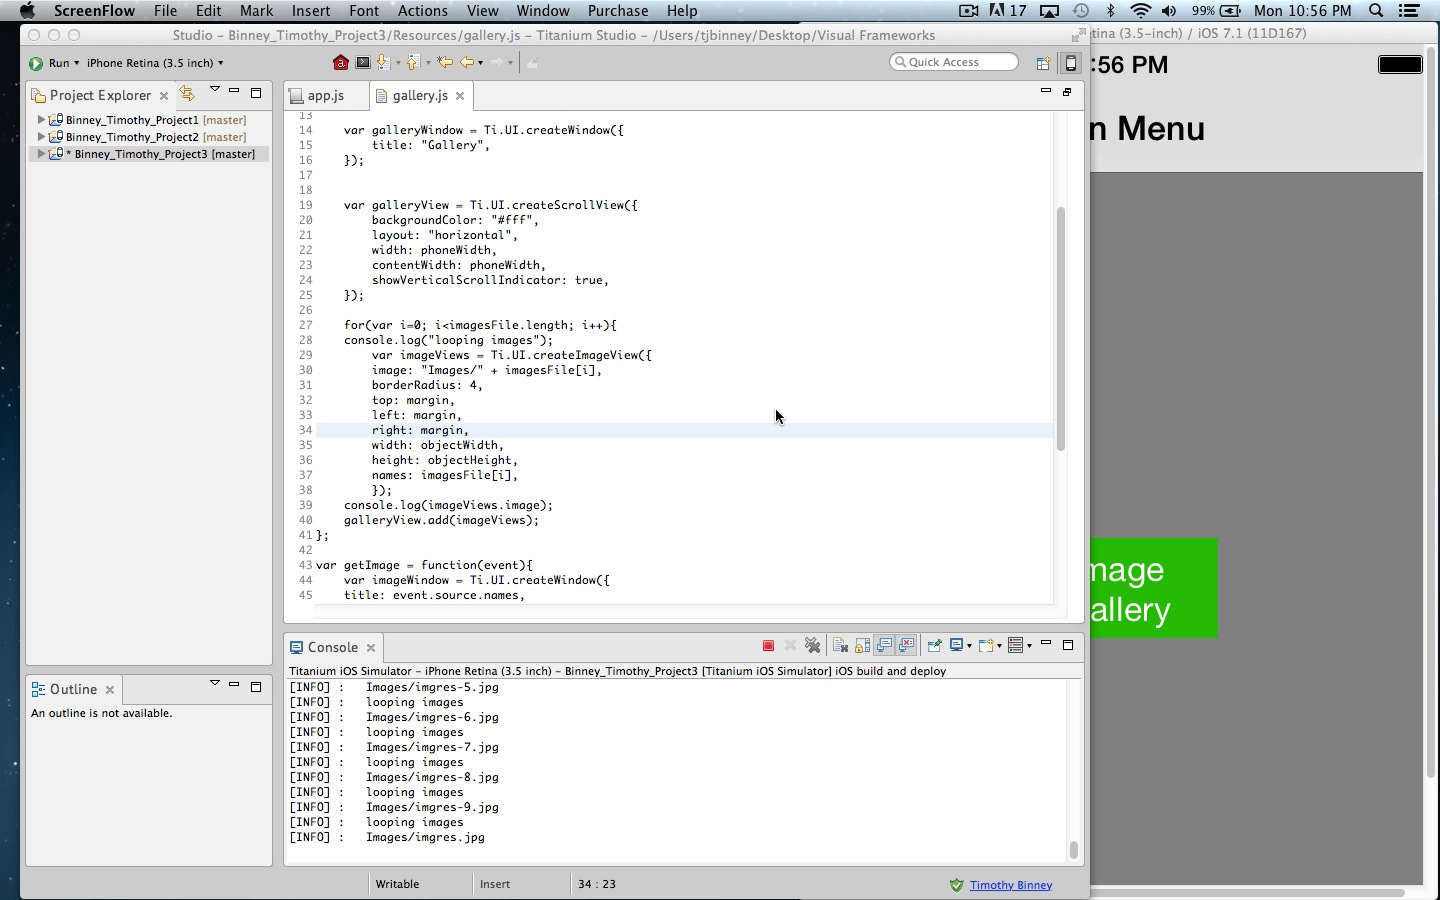 ScreenFlow File Edit Mark Insert Font Actions View Window Purchase Help 17 99% Mon 10:56 PM
Studio – Binney_Timothy_Project3/Resources/gallery.js – Titanium Studio – /Users/tjbinney/Desktop/Visual Frameworks
tina (3.5-inch) / iOS 7.1 (11D167)
Run iPhone Retina (3.5 inch)
Quick Access
:56 PM
Project Explorer
app.js
gallery.js
n Menu
Binney_Timothy_Project1 [master]
Binney_Timothy_Project2 [master]
* Binney_Timothy_Project3 [master]
13
14 var galleryWindow = Ti.UI.createWindow({
15 title: "Gallery",
16 });
17
18
19 var galleryView = Ti.UI.createScrollView({
20 backgroundColor: "#fff",
21 layout: "horizontal",
22 width: phoneWidth,
23 contentWidth: phoneWidth,
24 showVerticalScrollIndicator: true,
25 });
26
27 for(var i=0; i<imagesFile.length; i++){
28 console.log("looping images");
29 var imageViews = Ti.UI.createImageView({
30 image: "Images/" + imagesFile[i],
31 borderRadius: 4,
32 top: margin,
33 left: margin,
34 right: margin,
35 width: objectWidth,
36 height: objectHeight,
37 names: imagesFile[i],
38 });
39 console.log(imageViews.image);
40 galleryView.add(imageViews);
41 };
42
43 var getImage = function(event){
44 var imageWindow = Ti.UI.createWindow({
45 title: event.source.names,
mage
allery
Console
Titanium iOS Simulator – iPhone Retina (3.5 inch) – Binney_Timothy_Project3 [Titanium iOS Simulator] iOS build and deploy
[INFO] : Images/imgres-5.jpg
[INFO] : looping images
[INFO] : Images/imgres-6.jpg
[INFO] : looping images
[INFO] : Images/imgres-7.jpg
[INFO] : looping images
[INFO] : Images/imgres-8.jpg
[INFO] : looping images
[INFO] : Images/imgres-9.jpg
[INFO] : looping images
[INFO] : Images/imgres.jpg
Outline
An outline is not available.
Writable Insert 34 : 23 Timothy Binney